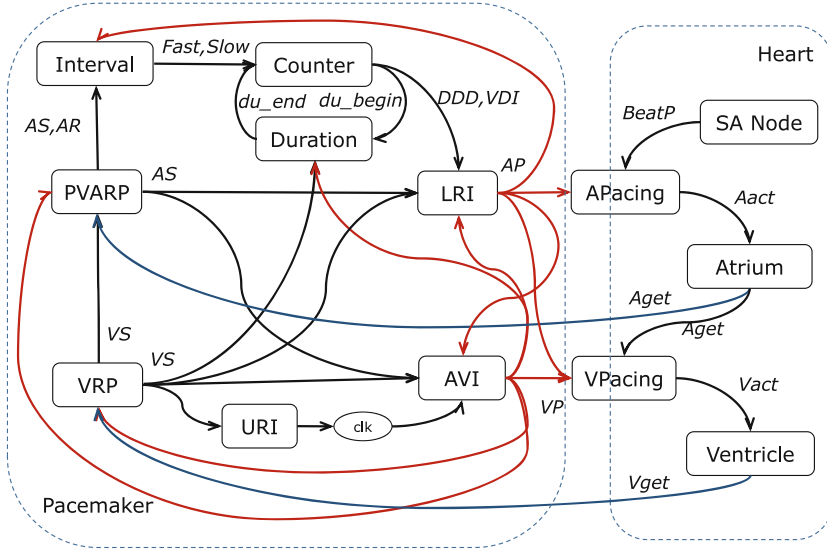 Heart
Interval
Fast,Slow
Counter
du_end
du_begin
DDD,VDI
BeatP
SA Node
AS,AR
Duration
PVARP
AS
LRI
AP
APacing
Aact
Atrium
Aget
Aget
VS
VS
VRP
AVI
VPacing
VP
Vact
URI
clk
Ventricle
Vget
Pacemaker